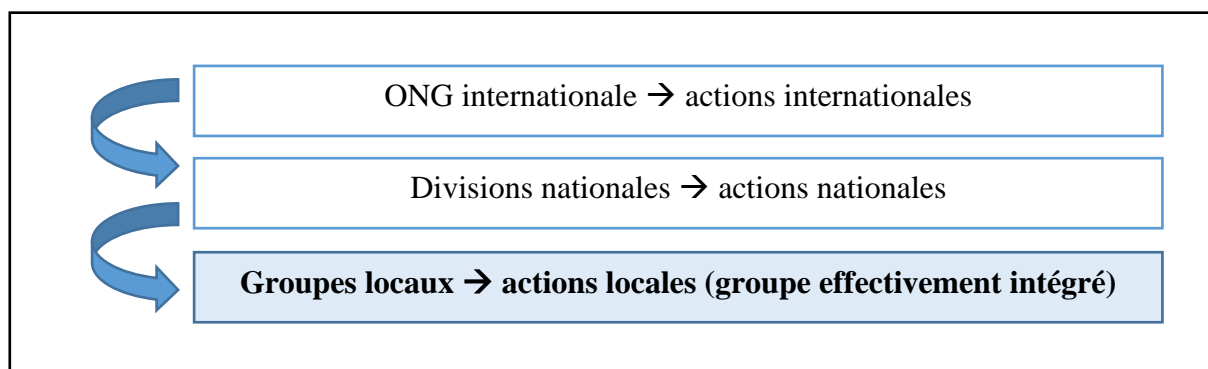 ONG internationale → actions internationales
Divisions nationales → actions nationales
Groupes locaux → actions locales (groupe effectivement intégré)